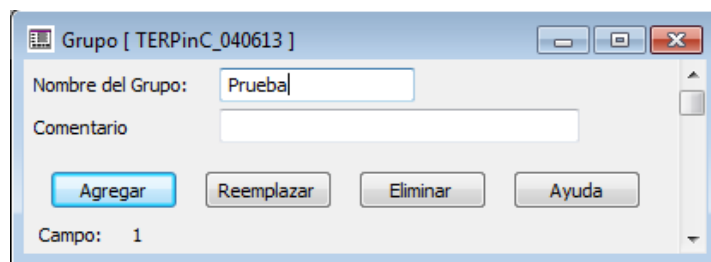 Grupo [ TERPinC_040613 ]
Nombre del Grupo: Prueba
Comentario
Agregar Reemplazar Eliminar Ayuda
Campo: 1